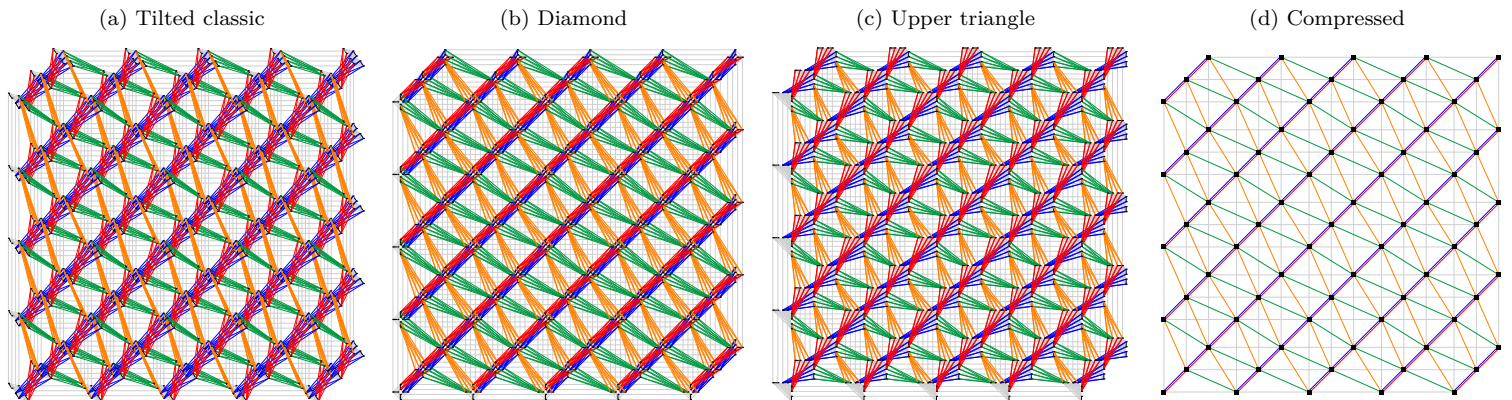 (a) Tilted classic
(b) Diamond
(c) Upper triangle
(d) Compressed